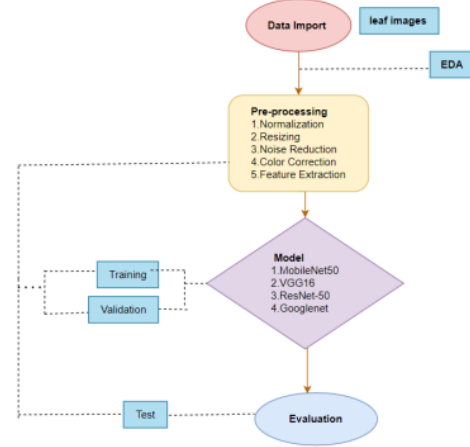 Data Import
leaf images
EDA
Pre-processing
1.Normalization
2.Resizing
3.Noise Reduction
4.Color Correction
5.Feature Extraction
Model
1.MobileNet50
2.VGG16
3.ResNet-50
4.Googlenet
Training
Validation
Test
Evaluation